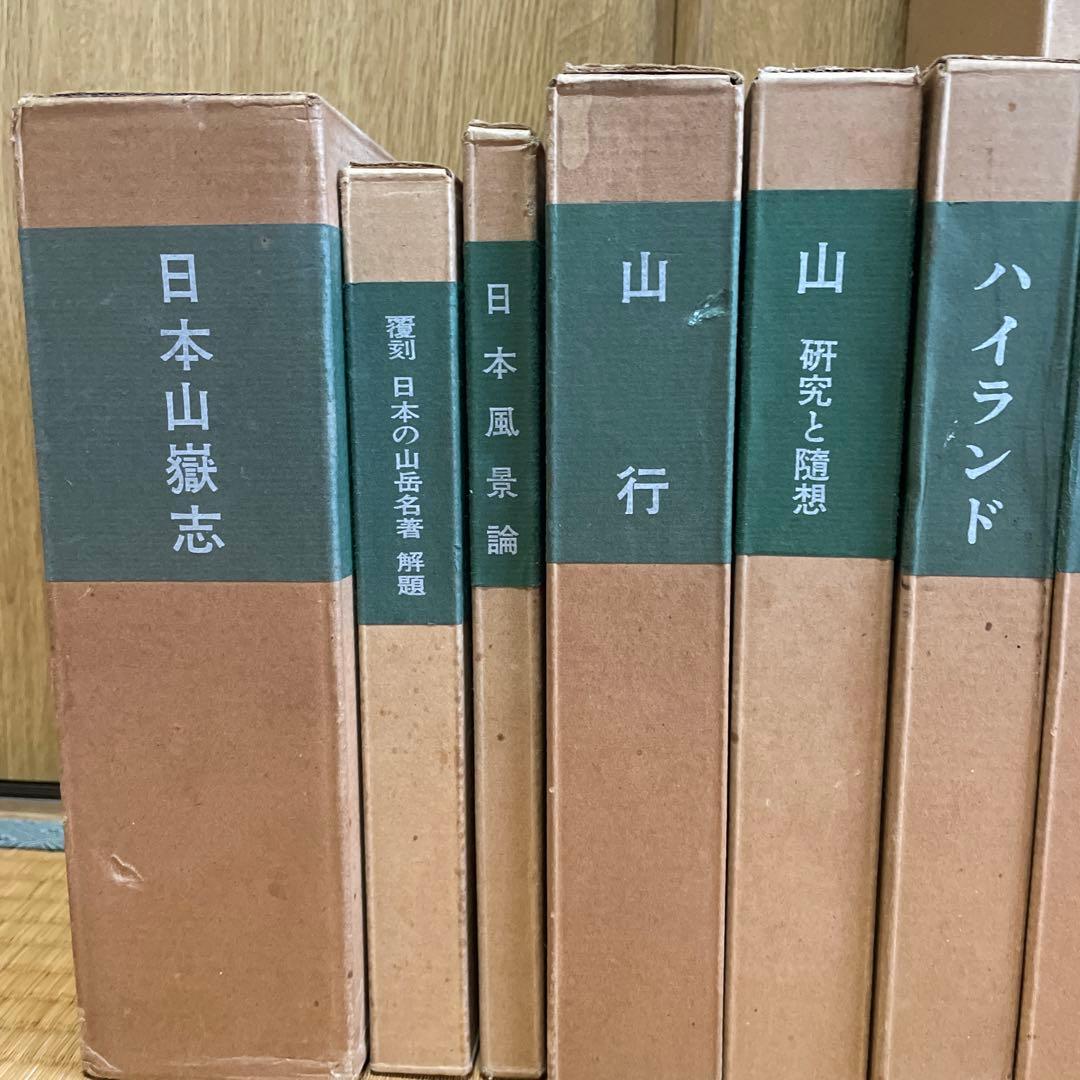 日本山嶽志
覆刻 日本の山岳名著 解題
日本風景論
山行
山 研究と随想
ハイランド